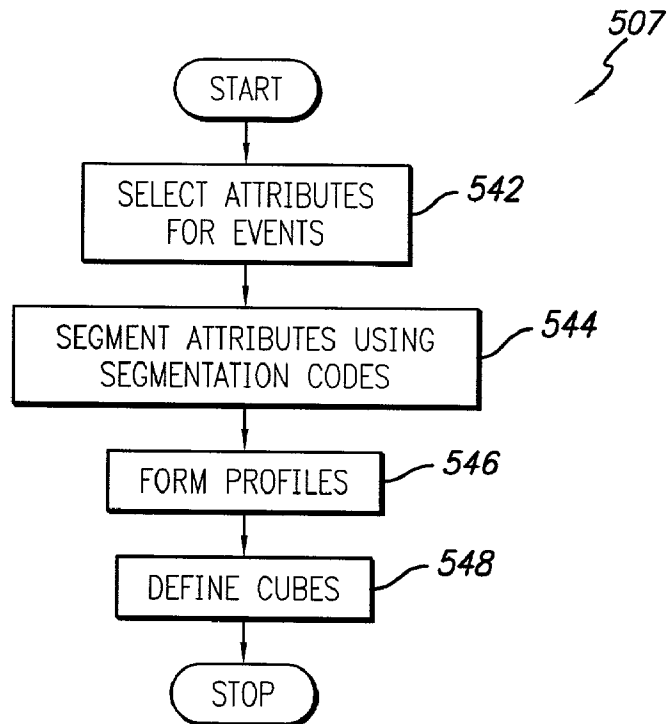 507
START
SELECT ATTRIBUTES
FOR EVENTS
542
SEGMENT ATTRIBUTES USING
SEGMENTATION CODES
544
FORM PROFILES
546
DEFINE CUBES
548
STOP